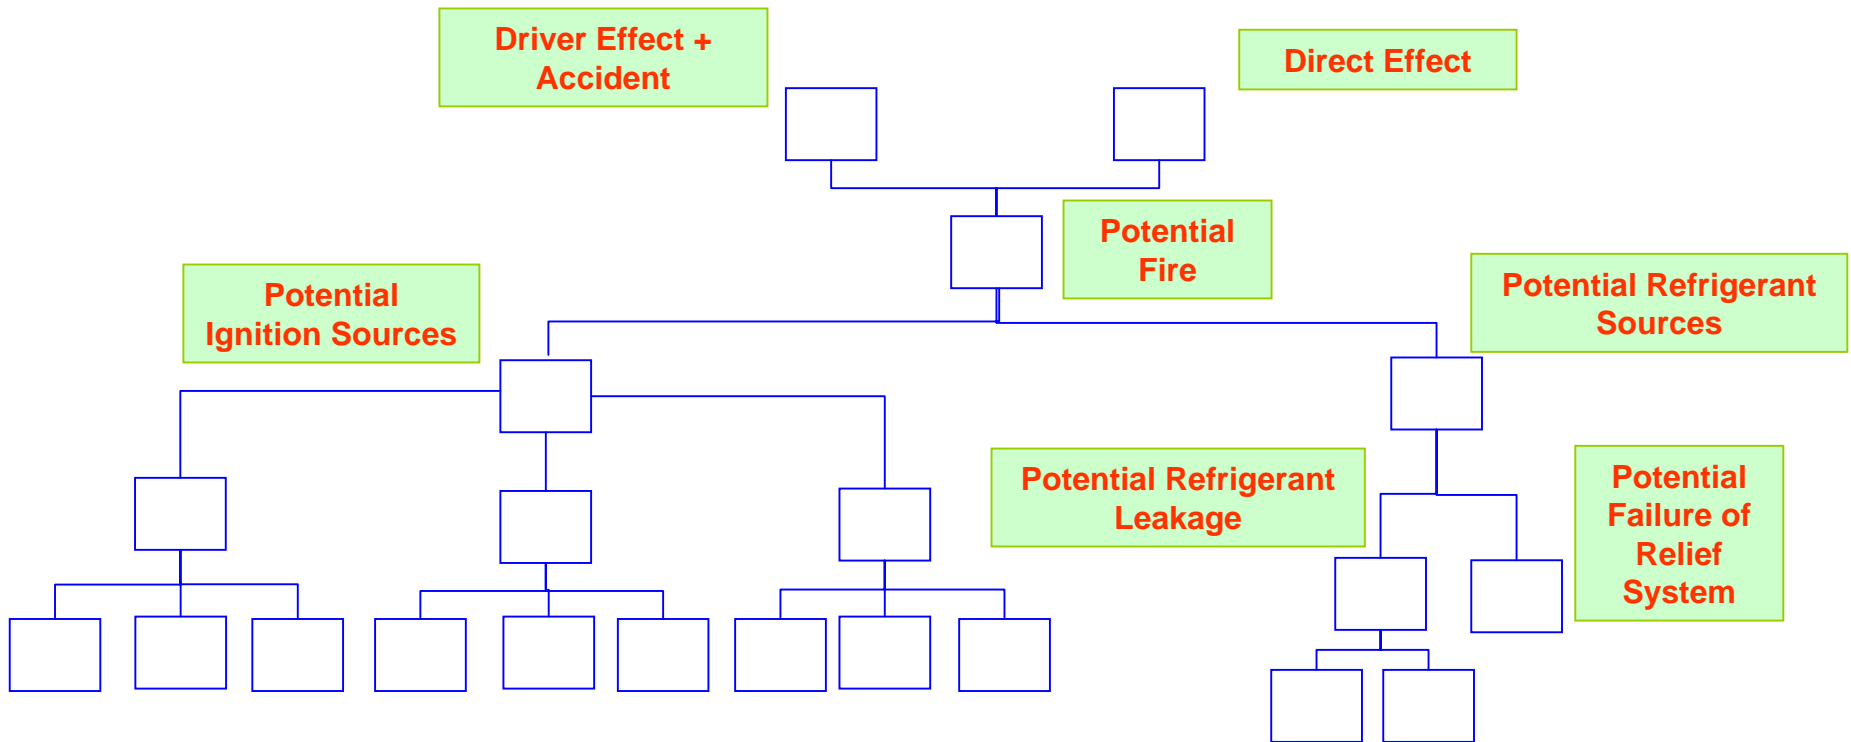 Driver Effect +
Accident
Direct Effect
Potential
Fire
Potential
Ignition Sources
Potential Refrigerant
Sources
Potential Refrigerant
Leakage
Potential
Failure of
Relief
System